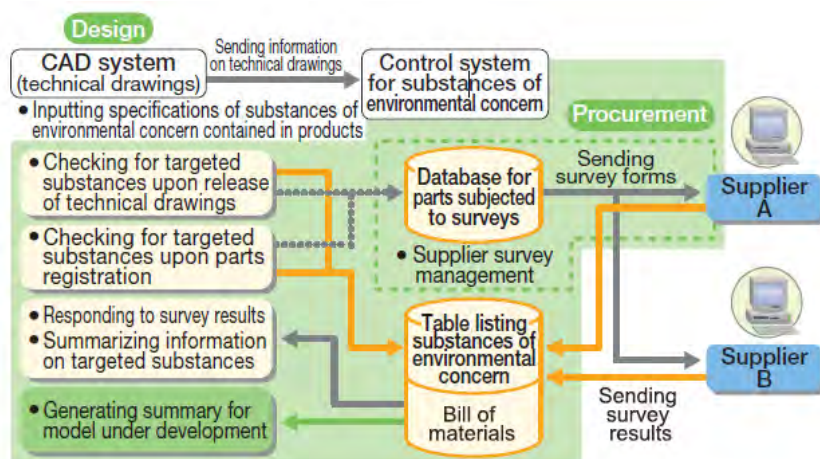 Design
CAD system
(technical drawings)
Sending information
on technical drawings
Control system
for substances of
environmental concern
• Inputting specifications of substances of
environmental concern contained in products
Procurement
• Checking for targeted
substances upon release
of technical drawings
• Checking for targeted
substances upon parts
registration
Database for
parts subjected
to surveys
Sending
survey forms
Supplier
A
• Supplier survey
management
• Responding to survey results
• Summarizing information
on targeted substances
Table listing
substances of
environmental
concern
Supplier
B
• Generating summary for
model under development
Bill of
materials
Sending
survey
results